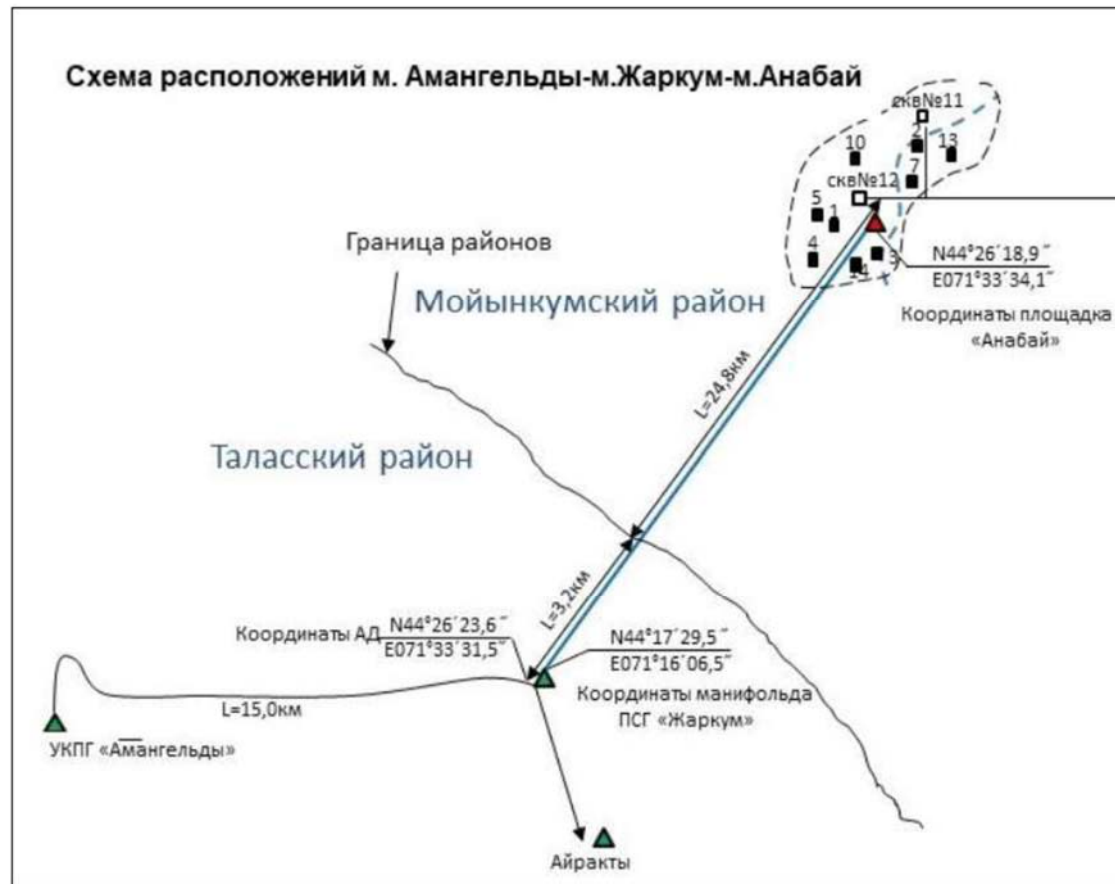 Схема расположений м. Амангельды-м.Жаркум-м.Анабай
скв№11
2
13
10
7
скв№12
5
1
4
14
3
N44°26´18,9˝
E071°33´34,1˝
Координаты площадка
«Анабай»
Граница районов
Мойынкумский район
L=24,8км
Таласский район
L=3,2км
Координаты АД
N44°26´23,6˝
E071°33´31,5˝
N44°17´29,5˝
E071°16´06,5˝
Координаты манифольда
ПСГ «Жаркум»
L=15,0км
УКПГ «Амангельды»
Айракты